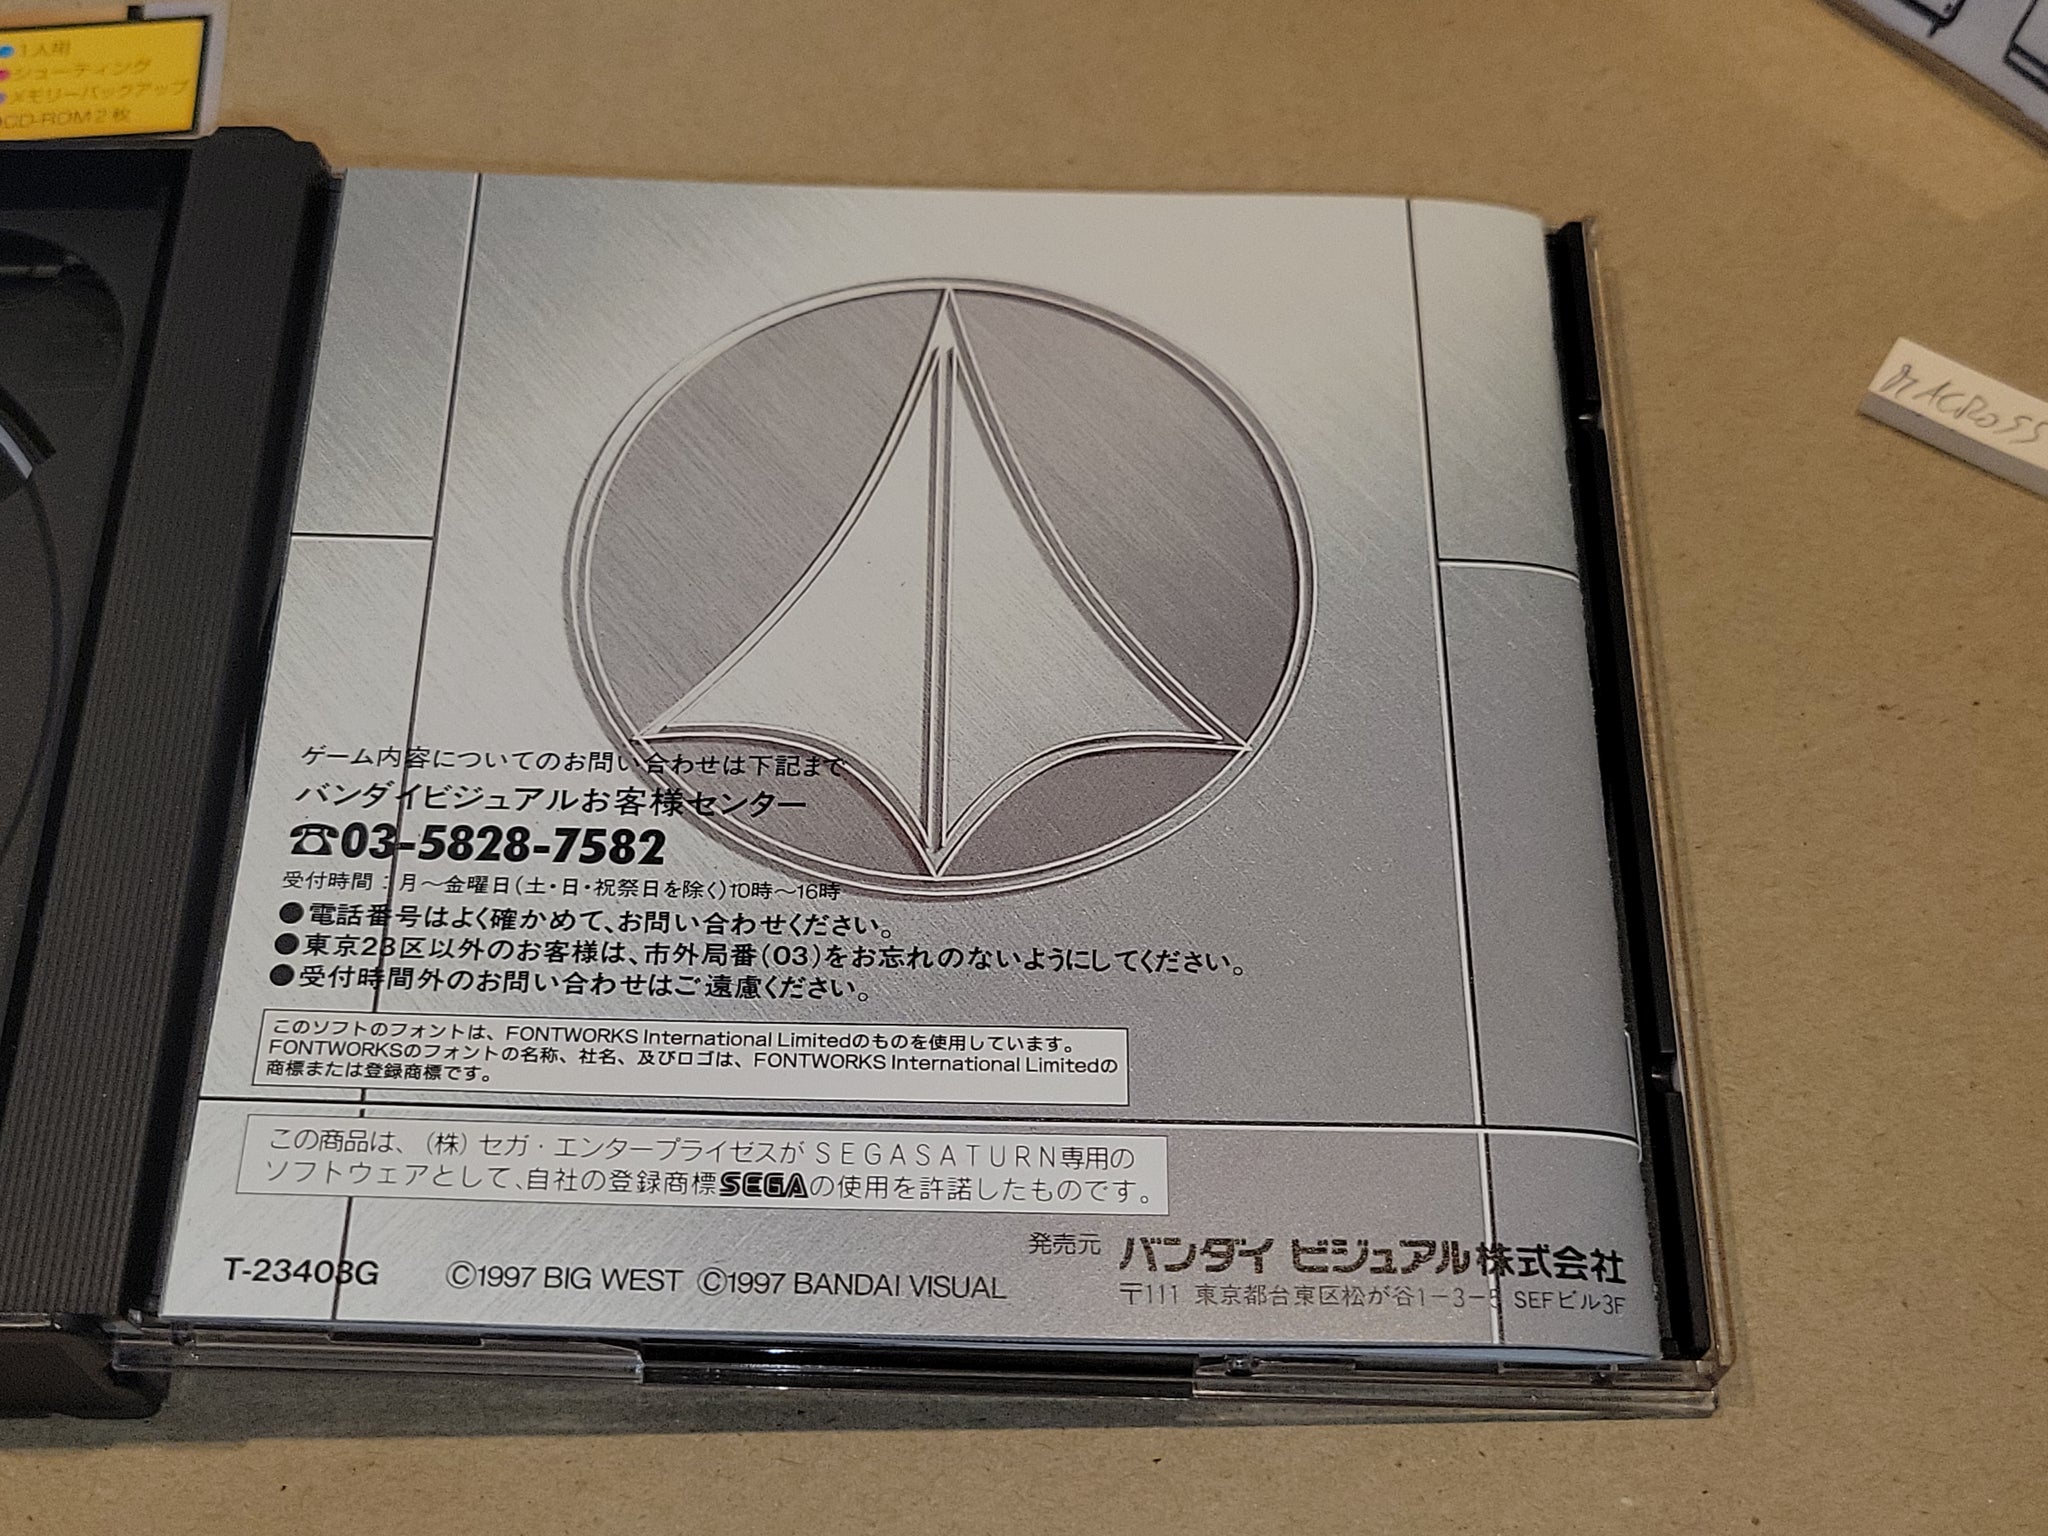 1人用
シューティング
メモリーバックアップ
CD-ROM2枚
MACROSS
ゲーム内容についてのお問い合わせは下記まで
バンダイビジュアルお客様センター
☎03-5828-7582
受付時間:月〜金曜日(土・日・祝祭日を除く)10時〜16時
●電話番号はよく確かめて、お問い合わせください。
●東京23区以外のお客様は、市外局番(03)をお忘れのないようにしてください。
●受付時間外のお問い合わせはご遠慮ください。
このソフトのフォントは、FONTWORKS International Limitedのものを使用しています。
FONTWORKSのフォントの名称、社名、及びロゴは、FONTWORKS International Limitedの
商標または登録商標です。
この商品は、(株)セガ・エンタープライゼスがSEGASATURN専用の
ソフトウェアとして、自社の登録商標SEGAの使用を許諾したものです。
発売元 バンダイ ビジュアル株式会社
T-23403G ©1997 BIG WEST ©1997 BANDAI VISUAL
〒111 東京都台東区松が谷1-3-5 SEFビル3F